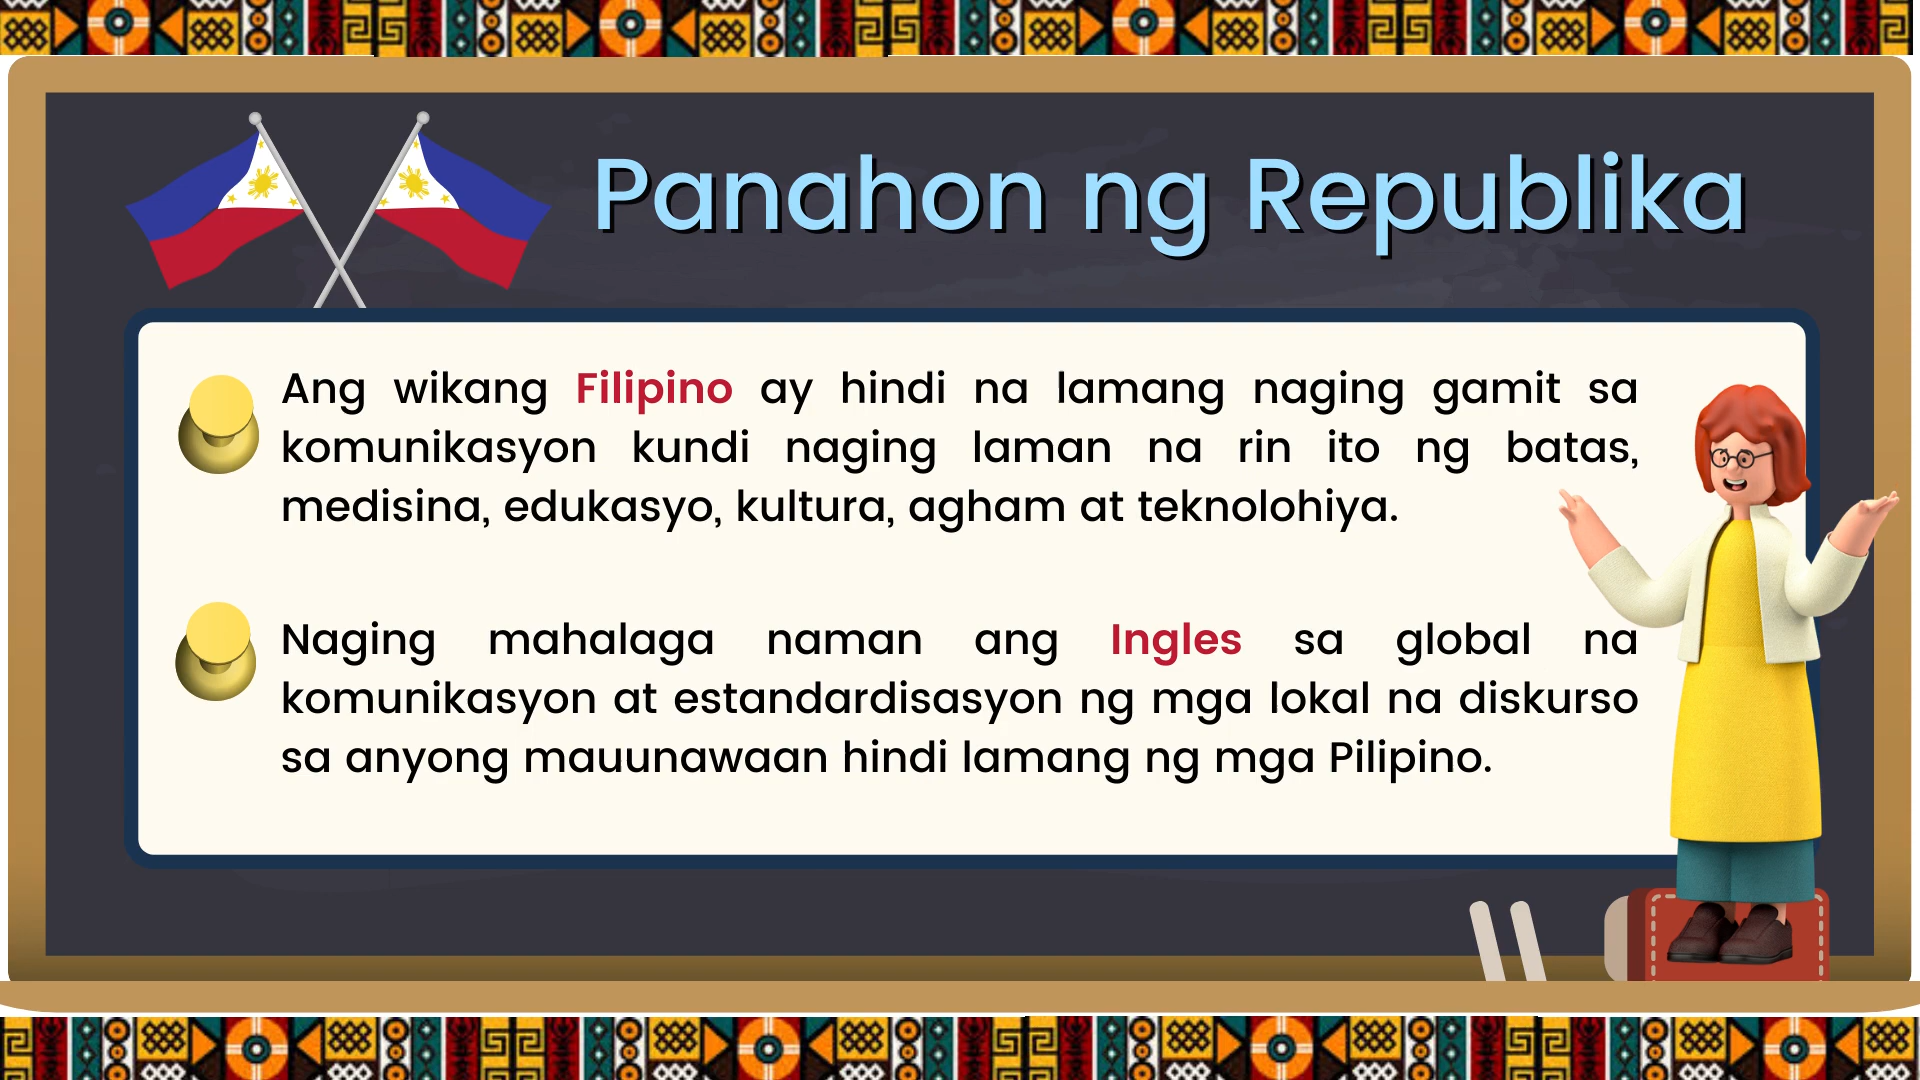 Panahon ng Republika
Ang wikang Filipino ay hindi na lamang naging gamit sa
komunikasyon kundi naging laman na rin ito ng batas,
medisina, edukasyo, kultura, agham at teknolohiya.
Naging mahalaga naman ang Ingles sa global na
komunikasyon at estandardisasyon ng mga lokal na diskurso
sa anyong mauunawaan hindi lamang ng mga Pilipino.